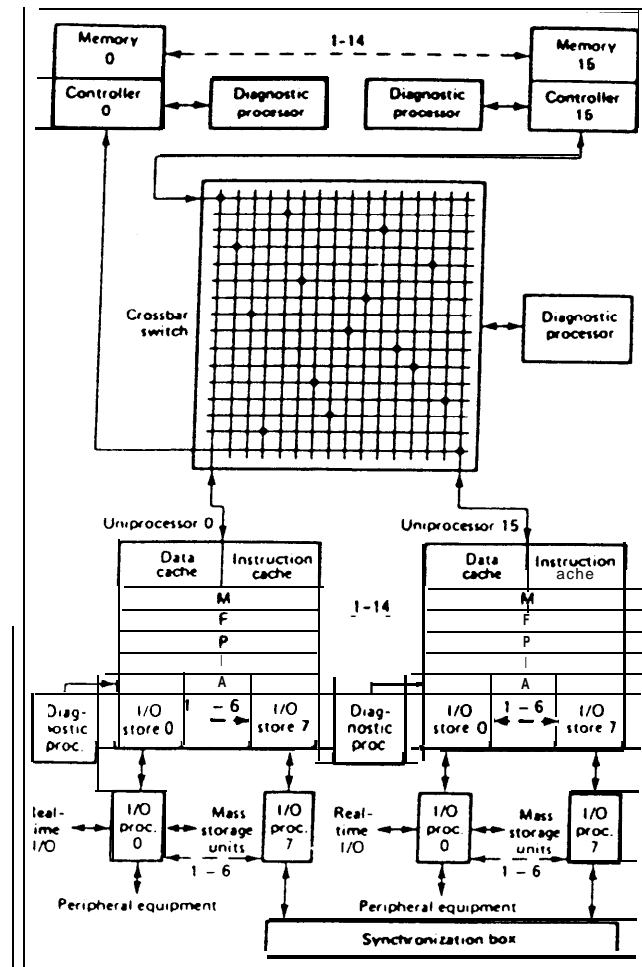 Memory
0
1-14
Memory
15
Controller
0
Diagnostic
processor
Diagnostic
processor
Controller
15
Crossbar
switch
Diagnostic
processor
Uniprocessor 0
Uniprocessor 15
Data
cache
Instruction
cache
Data
cache
Instruction
ache
1-14
M
F
P
I
A
M
F
P
I
A
Diag-
nostic
proc.
I/O
store 0
1 - 6
I/O
store 7
Diag-
nostic
proc
I/O
store 0
1 - 6
I/O
store 7
Real-
ime
I/O
I/O
proc.
0
Mass
storage
units
1 - 6
I/O
proc.
7
Real-
time
I/O
I/O
proc.
0
Mass
storage
units
1 - 6
I/O
proc.
7
Peripheral equipment
Peripheral equipment
Synchronization box